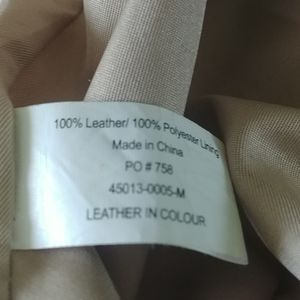 100% Leather/ 100% Polyester Lining
Made in China
PO # 758
45013-0005-M
LEATHER IN COLOUR